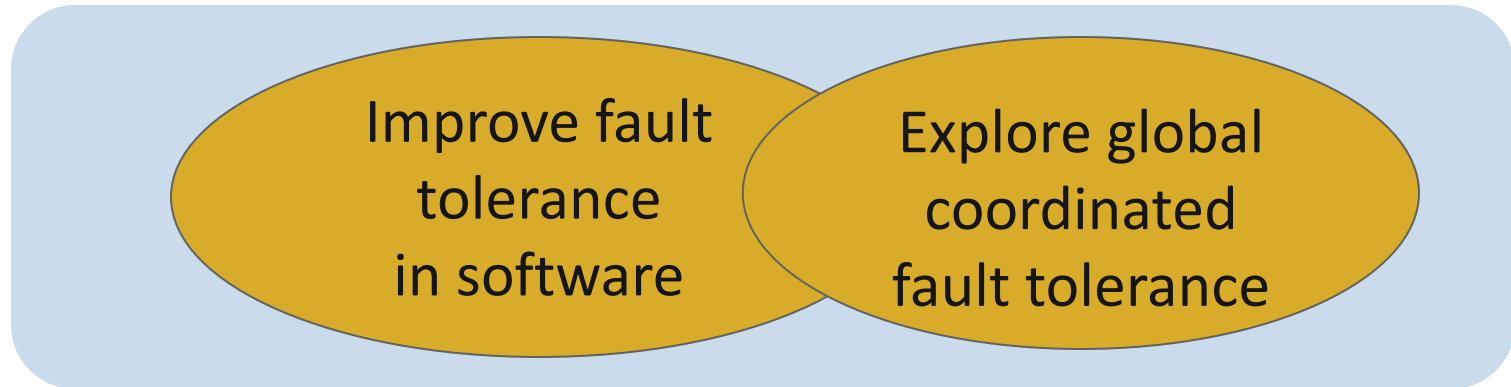 Improve fault
tolerance
in software
Explore global
coordinated
fault tolerance